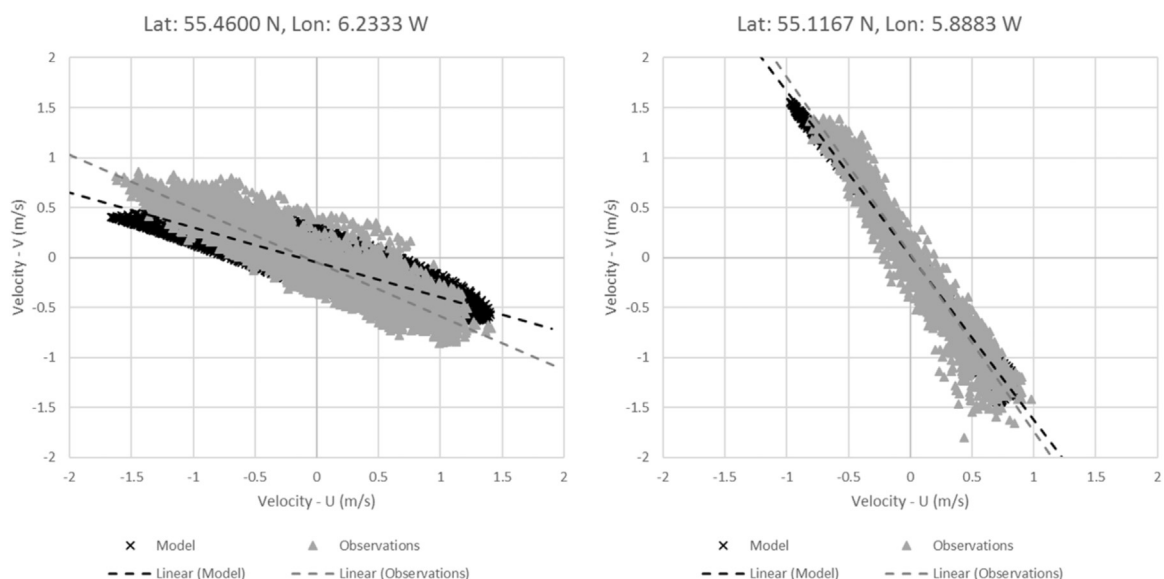 Lat: 55.4600 N, Lon: 6.2333 W
2
1.5
1
0.5
0
-0.5
-1
-1.5
-2
Velocity - V (m/s)
-2 -1.5 -1 -0.5 0 0.5 1 1.5 2
Velocity - U (m/s)
Model Observations
Linear (Model) Linear (Observations)
Lat: 55.1167 N, Lon: 5.8883 W
2
1.5
1
0.5
0
-0.5
-1
-1.5
-2
Velocity - V (m/s)
-2 -1.5 -1 -0.5 0 0.5 1 1.5 2
Velocity - U (m/s)
Model Observations
Linear (Model) Linear (Observations)